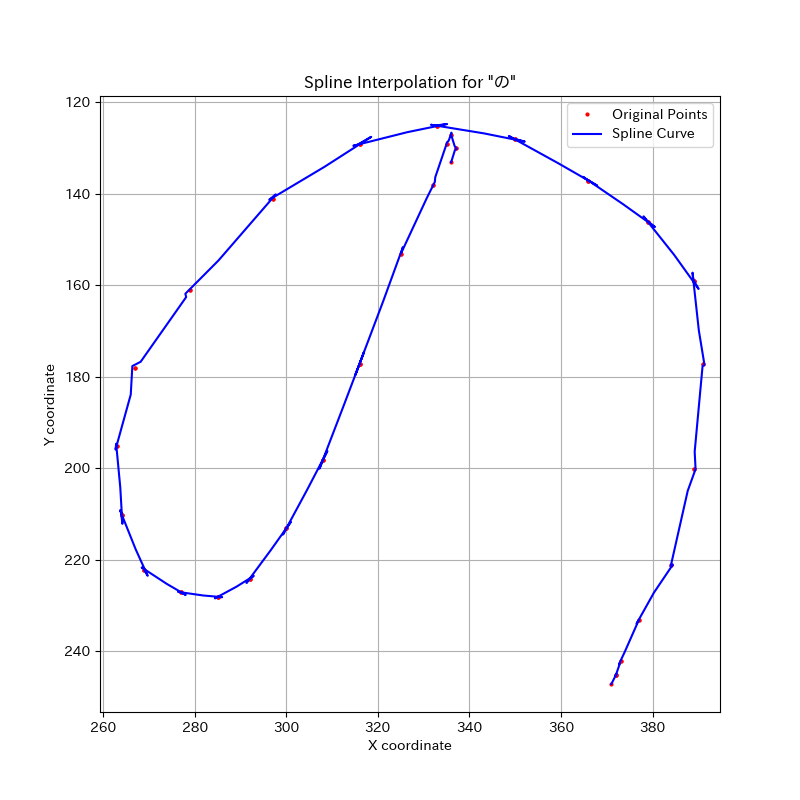 Spline Interpolation for "の"
Original Points
Spline Curve
120
140
160
180
200
220
240
Y coordinate
260 280 300 320 340 360 380
X coordinate